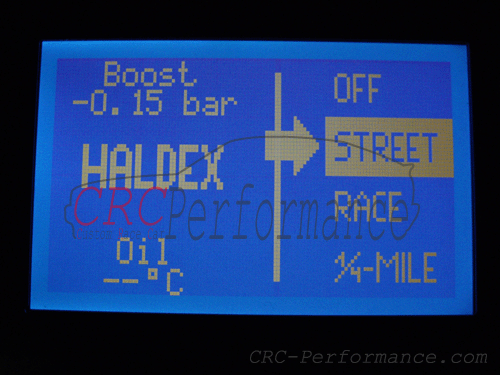 Boost
-0.15 bar
HALDEX
Oil
--°C
OFF
STREET
RACE
¼-MILE
CRCPerformance
CRC-Performance.com